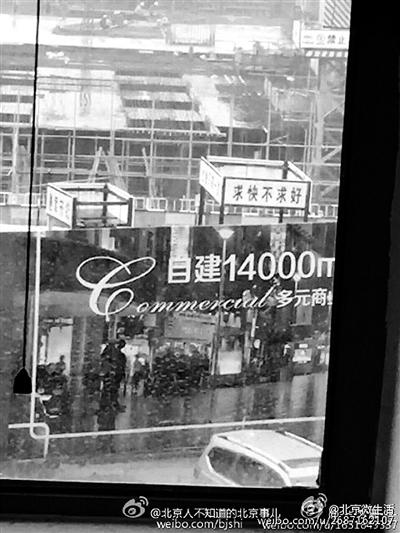 禁止
求快不求好
自建14000m
Commercial 多元商
@北京人不知道的北京事儿
weibo.com/bjshi
@北京微生活